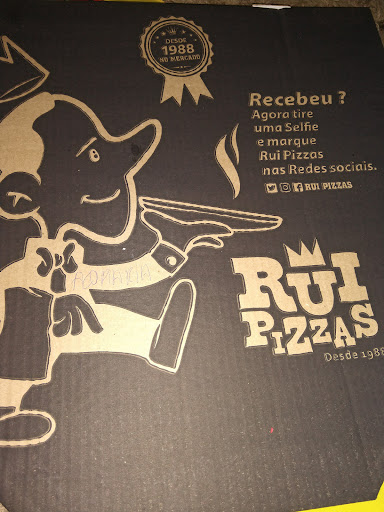 DESDE
1988
NO MERCADO
Recebeu ?
Agora tire
uma Selfie
e marque
Rui Pizzas
nas Redes sociais.
RUI PIZZAS
RUI
PIZZAS
Desde 1988